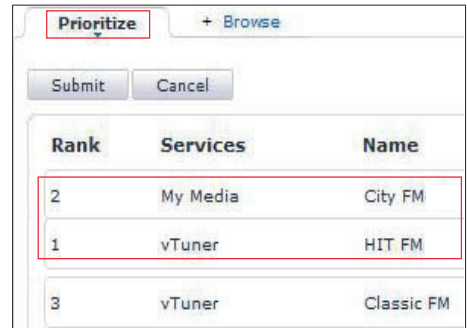 Prioritize + Browse
Submit Cancel
Rank Services Name
2 My Media City FM
1 vTuner HIT FM
3 vTuner Classic FM